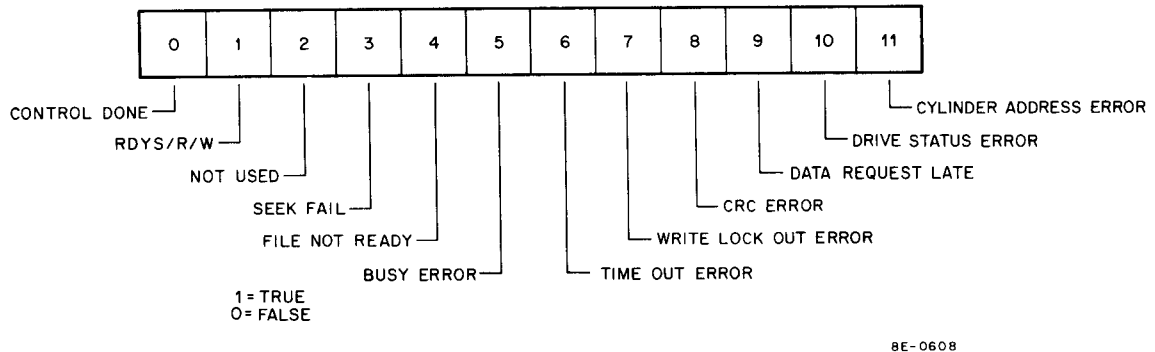 0 1 2 3 4 5 6 7 8 9 10 11
CONTROL DONE
RDYS/R/W
NOT USED
SEEK FAIL
FILE NOT READY
BUSY ERROR
TIME OUT ERROR
WRITE LOCK OUT ERROR
CRC ERROR
DATA REQUEST LATE
DRIVE STATUS ERROR
CYLINDER ADDRESS ERROR
1 = TRUE
0 = FALSE
8E-0608